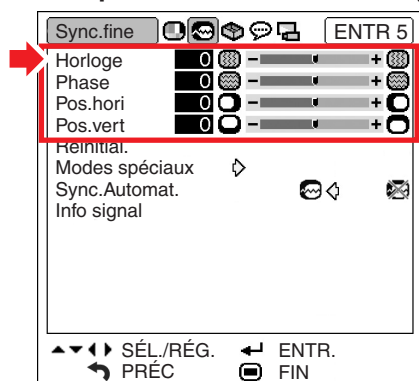 Sync.fine ENTR 5
Horloge 0 - +
Phase 0 - +
Pos.hori 0 - +
Pos.vert 0 - +
Réinitial.
Modes spéciaux
Sync.Automat.
Info signal
SÉL./RÉG. ENTR.
PRÉC FIN